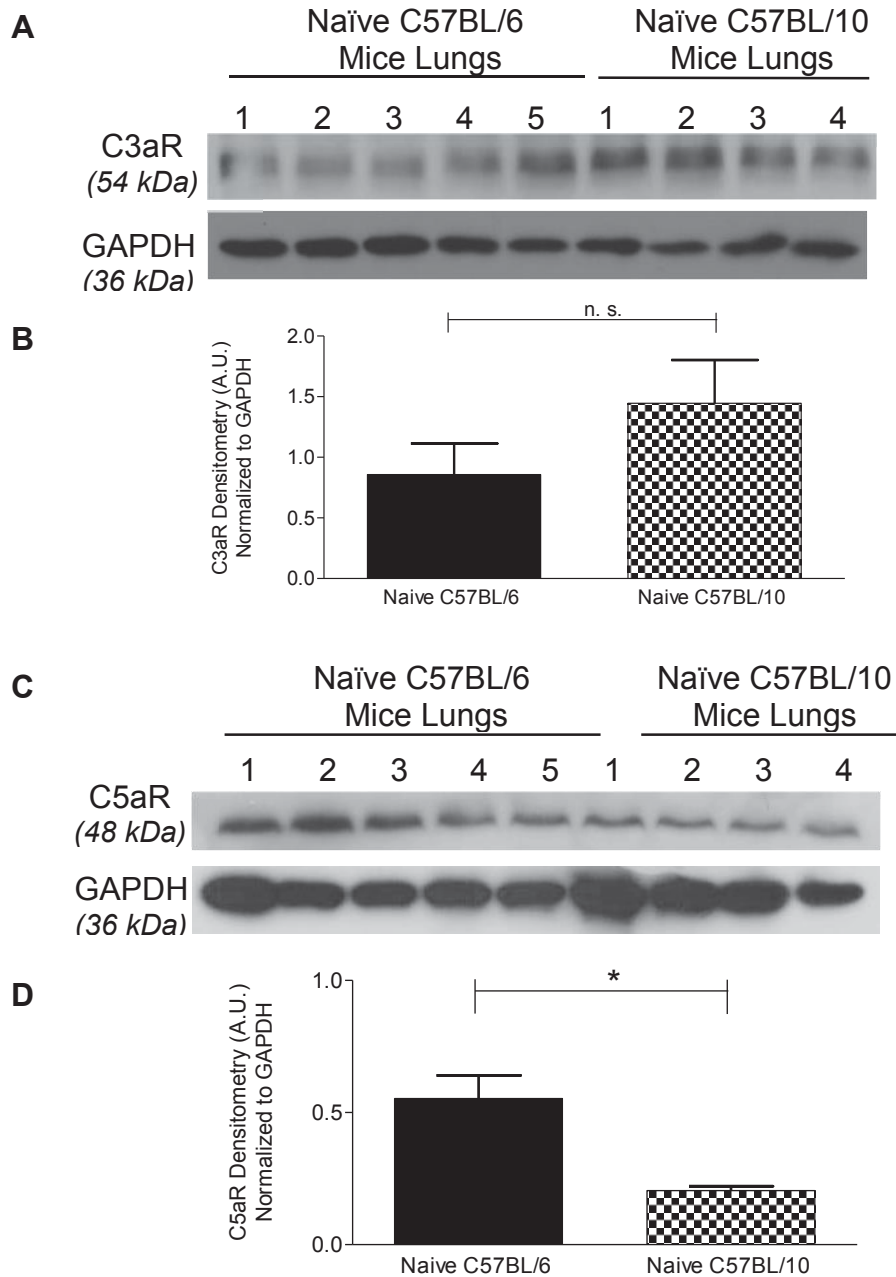 A
Naïve C57BL/6
Mice Lungs
Naïve C57BL/10
Mice Lungs
1 2 3 4 5 1 2 3 4
C3aR
(54 kDa)
GAPDH
(36 kDa)
B
n. s.
C3aR Densitometry (A.U.)
Normalized to GAPDH
2.0
1.5
1.0
0.5
0.0
Naive C57BL/6
Naive C57BL/10
C
Naïve C57BL/6
Mice Lungs
Naïve C57BL/10
Mice Lungs
1 2 3 4 5 1 2 3 4
C5aR
(48 kDa)
GAPDH
(36 kDa)
D
*
C5aR Densitometry (A.U.)
Normalized to GAPDH
1.0
0.5
0.0
Naive C57BL/6
Naive C57BL/10